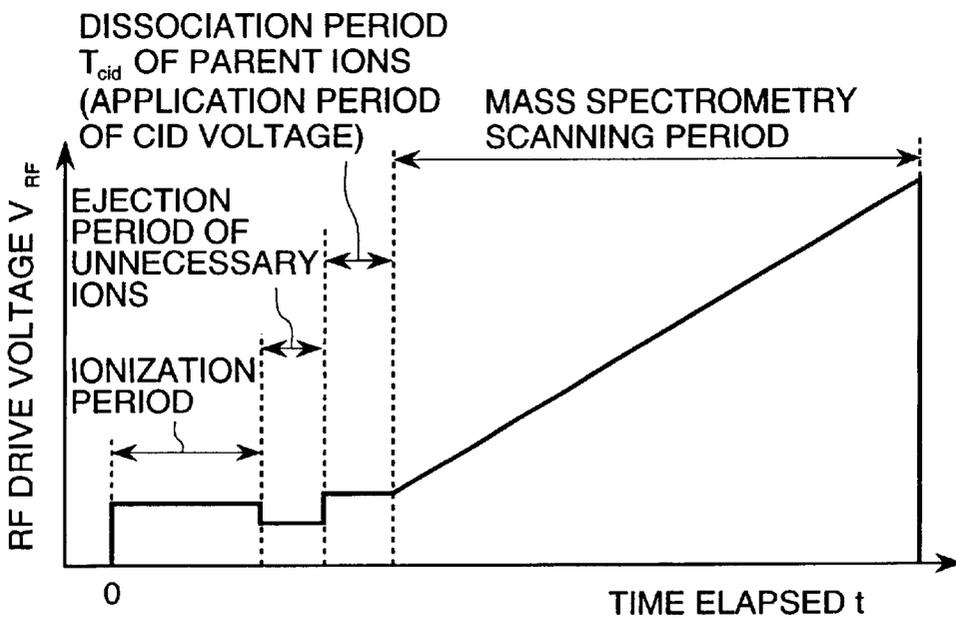 DISSOCIATION PERIOD
Tcid OF PARENT IONS
(APPLICATION PERIOD
OF CID VOLTAGE)
MASS SPECTROMETRY
SCANNING PERIOD
EJECTION
PERIOD OF
UNNECESSARY
IONS
IONIZATION
PERIOD
RF DRIVE VOLTAGE VRF
0
TIME ELAPSED t